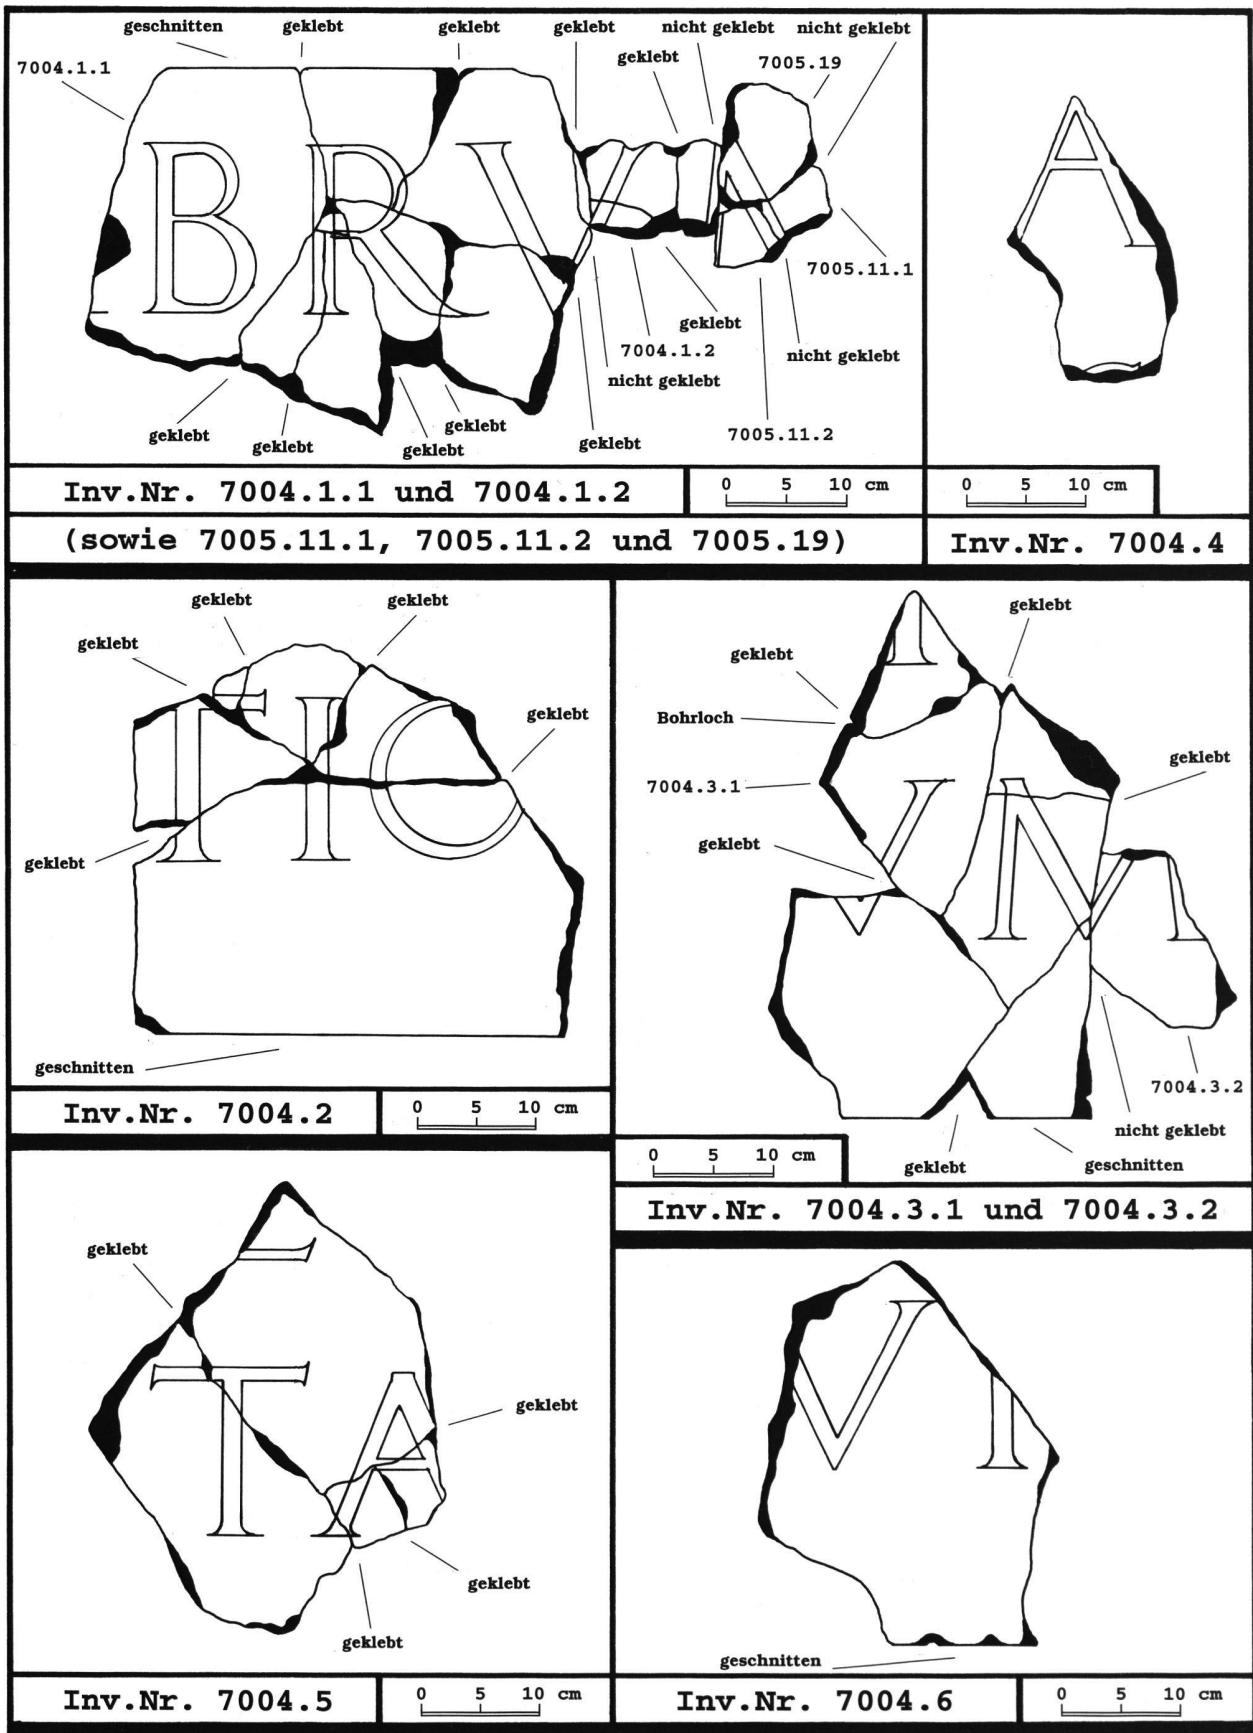 geschnitten geklebt geklebt geklebt nicht geklebt nicht geklebt
geklebt 7005.19
7004.1.1
BRVM
7005.11.1
geklebt
7004.1.2 nicht geklebt
nicht geklebt
geklebt geklebt geklebt geklebt geklebt 7005.11.2
Inv.Nr. 7004.1.1 und 7004.1.2
0 5 10 cm
(sowie 7005.11.1, 7005.11.2 und 7005.19)
A
0 5 10 cm
Inv.Nr. 7004.4
geklebt geklebt
geklebt
geklebt
TIC
geklebt
geschnitten
Inv.Nr. 7004.2
0 5 10 cm
geklebt
geklebt
Bohrloch
geklebt
7004.3.1
geklebt
VM
7004.3.2
nicht geklebt
geklebt geschnitten
0 5 10 cm
Inv.Nr. 7004.3.1 und 7004.3.2
geklebt
TA
geklebt
geklebt
geklebt
Inv.Nr. 7004.5
0 5 10 cm
VI
geschnitten
Inv.Nr. 7004.6
0 5 10 cm